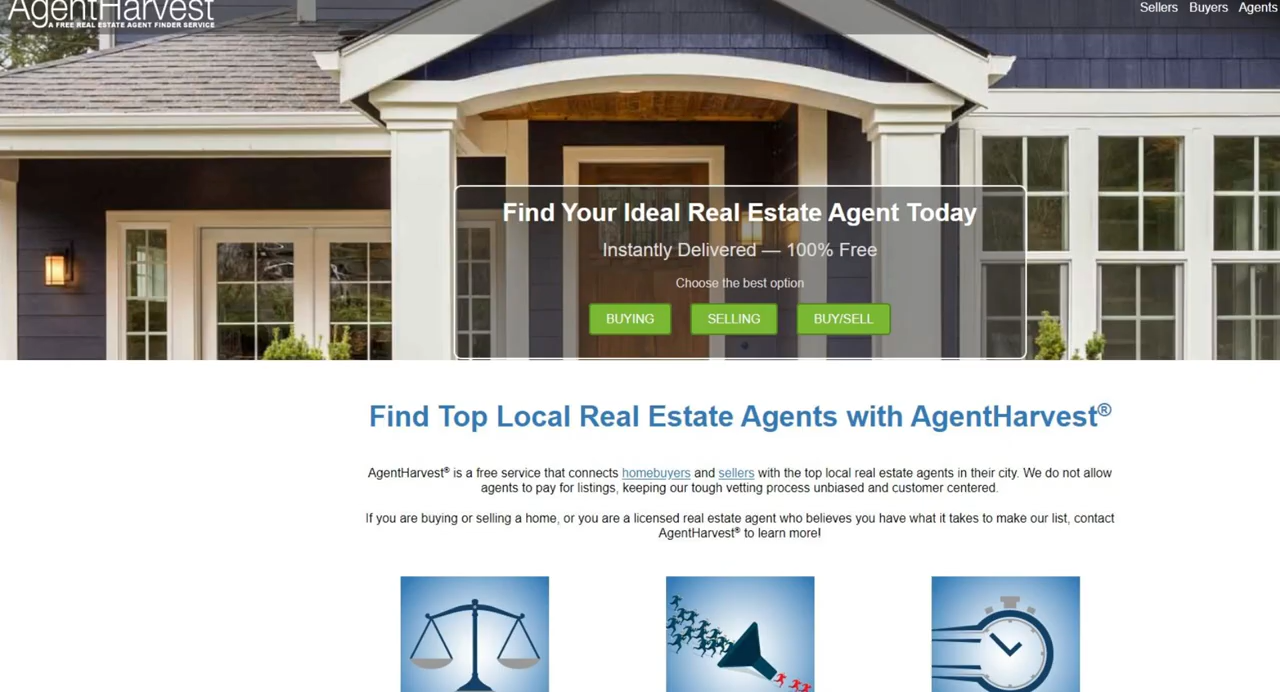 AgentHarvest
A FREE REAL ESTATE AGENT FINDER SERVICE
Sellers Buyers Agents
Find Your Ideal Real Estate Agent Today
Instantly Delivered — 100% Free
Choose the best option
BUYING SELLING BUY/SELL
Find Top Local Real Estate Agents with AgentHarvest®
AgentHarvest® is a free service that connects homebuyers and sellers with the top local real estate agents in their city. We do not allow
agents to pay for listings, keeping our tough vetting process unbiased and customer centered.
If you are buying or selling a home, or you are a licensed real estate agent who believes you have what it takes to make our list, contact
AgentHarvest® to learn more!